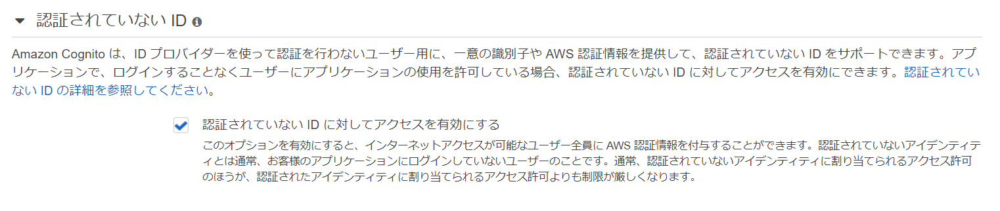 認証されていない ID
Amazon Cognito は、ID プロバイダーを使って認証を行わないユーザー用に、一意の識別子や AWS 認証情報を提供して、認証されていない ID をサポートできます。アプ
リケーションで、ログインすることなくユーザーにアプリケーションの使用を許可している場合、認証されていない ID に対してアクセスを有効にできます。認証されてい
ない ID の詳細を参照してください。
認証されていない ID に対してアクセスを有効にする
このオプションを有効にすると、インターネットアクセスが可能なユーザー全員に AWS 認証情報を付与することができます。認証されていないアイデンティテ
ィとは通常、お客様のアプリケーションにログインしていないユーザーのことです。通常、認証されていないアイデンティティに割り当てられるアクセス許可
のほうが、認証されたアイデンティティに割り当てられるアクセス許可よりも制限が厳しくなります。